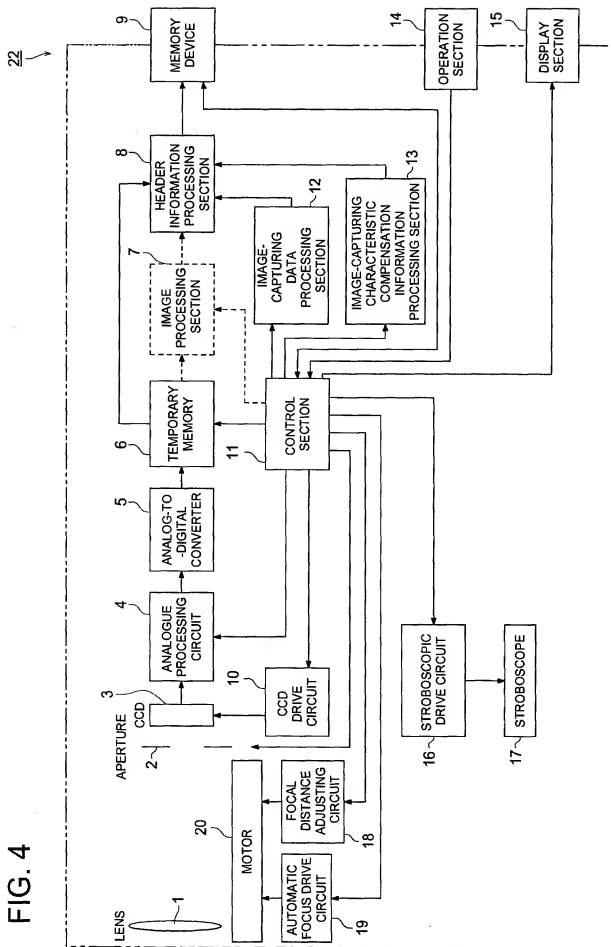 FIG. 4
22
LENS
1
APERTURE
2
CCD
3
4
ANALOGUE
PROCESSING
CIRCUIT
5
ANALOG-TO
-DIGITAL
CONVERTER
6
TEMPORARY
MEMORY
7
IMAGE
PROCESSING
SECTION
8
HEADER
INFORMATION
PROCESSING
SECTION
9
MEMORY
DEVICE
10
CCD
DRIVE
CIRCUIT
11
CONTROL
SECTION
12
IMAGE-
CAPTURING
DATA
PROCESSING
SECTION
13
IMAGE-CAPTURING
CHARACTERISTIC
COMPENSATION
INFORMATION
PROCESSING SECTION
14
OPERATION
SECTION
15
DISPLAY
SECTION
20
MOTOR
AUTOMATIC
FOCUS DRIVE
CIRCUIT
19
FOCAL
DISTANCE
ADJUSTING
CIRCUIT
18
STROBOSCOPIC
DRIVE CIRCUIT
16
STROBOSCOPE
17